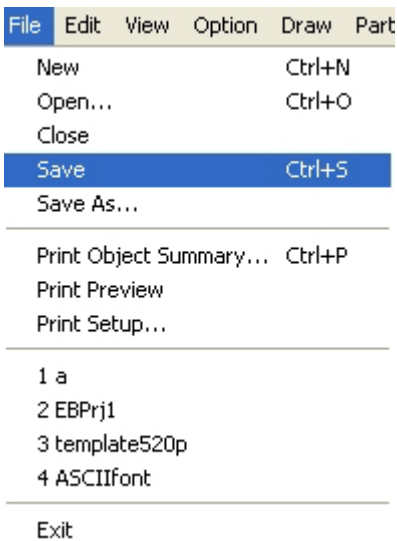 File Edit View Option Draw Part
New Ctrl+N
Open... Ctrl+O
Close
Save Ctrl+S
Save As...
Print Object Summary... Ctrl+P
Print Preview
Print Setup...
1 a
2 EBPrj1
3 template520p
4 ASCIIfont
Exit